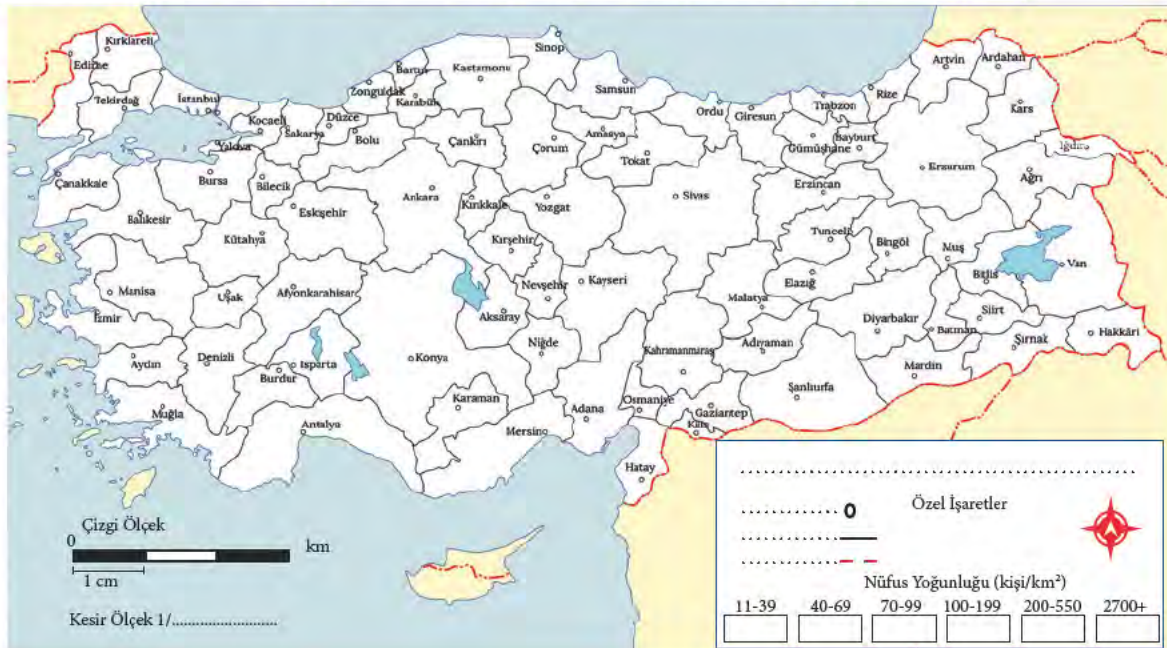 Kırklareli
Edirne
Tekirdağ
İstanbul
Kocaeli
Yalova
Sakarya
Düzce
Zonguldak
Bartın
Karabük
Kastamonu
Sinop
Samsun
Ordu
Giresun
Trabzon
Rize
Artvin
Ardahan
Kars
Iğdır
Ağrı
Erzurum
Bayburt
Gümüşhane
Erzincan
Tokat
Amasya
Çorum
Çankırı
Bolu
Bilecik
Bursa
Çanakkale
Balıkesir
Kütahya
Eskişehir
Ankara
Kırıkkale
Yozgat
Sivas
Kırşehir
Nevşehir
Kayseri
Tunceli
Bingöl
Muş
Bitlis
Van
Elazığ
Malatya
Diyarbakır
Batman
Siirt
Şırnak
Hakkâri
Mardin
Şanlıurfa
Adıyaman
Kahramanmaraş
Gaziantep
Kilis
Osmaniye
Hatay
Adana
Mersin
Niğde
Aksaray
Konya
Karaman
Antalya
Isparta
Burdur
Afyonkarahisar
Uşak
Manisa
İzmir
Aydın
Denizli
Muğla
Çizgi Ölçek
0
km
1 cm
Kesir Ölçek 1/...........................
Özel İşaretler
Nüfus Yoğunluğu (kişi/km²)
11-39 40-69 70-99 100-199 200-550 2700+